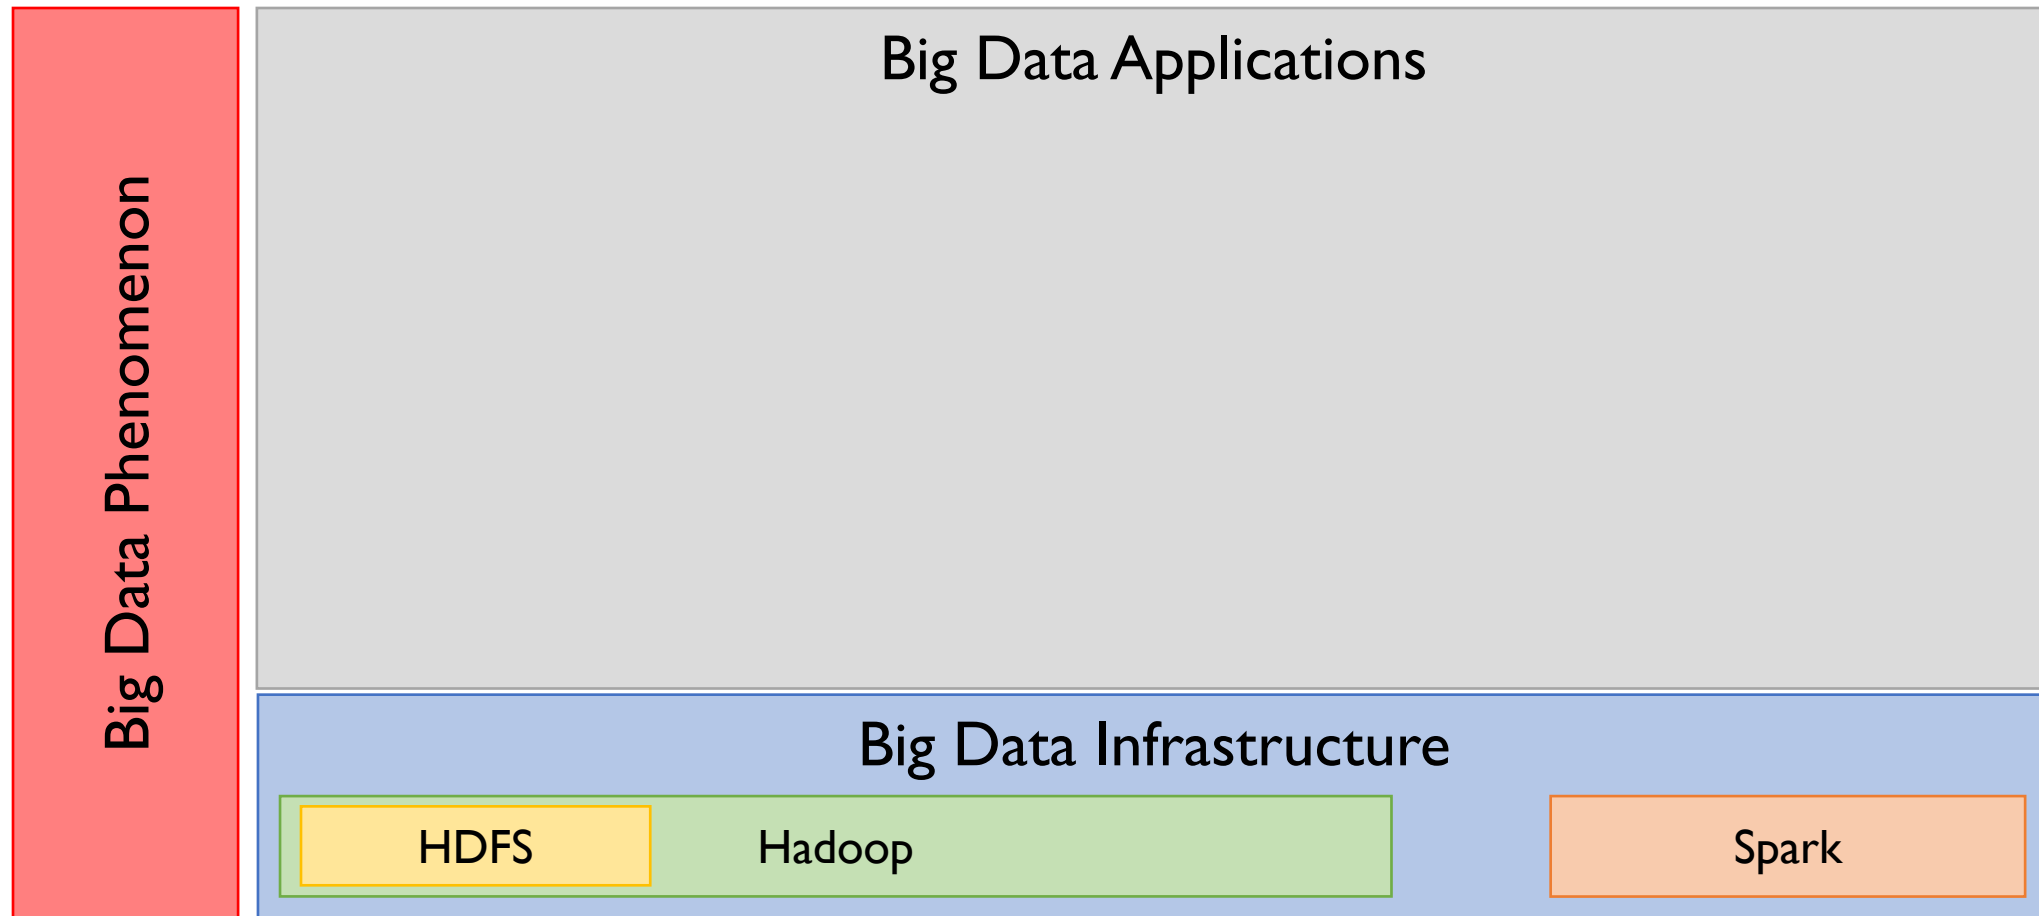 Big Data Phenomenon
Big Data Applications
Big Data Infrastructure
HDFS
Hadoop
Spark